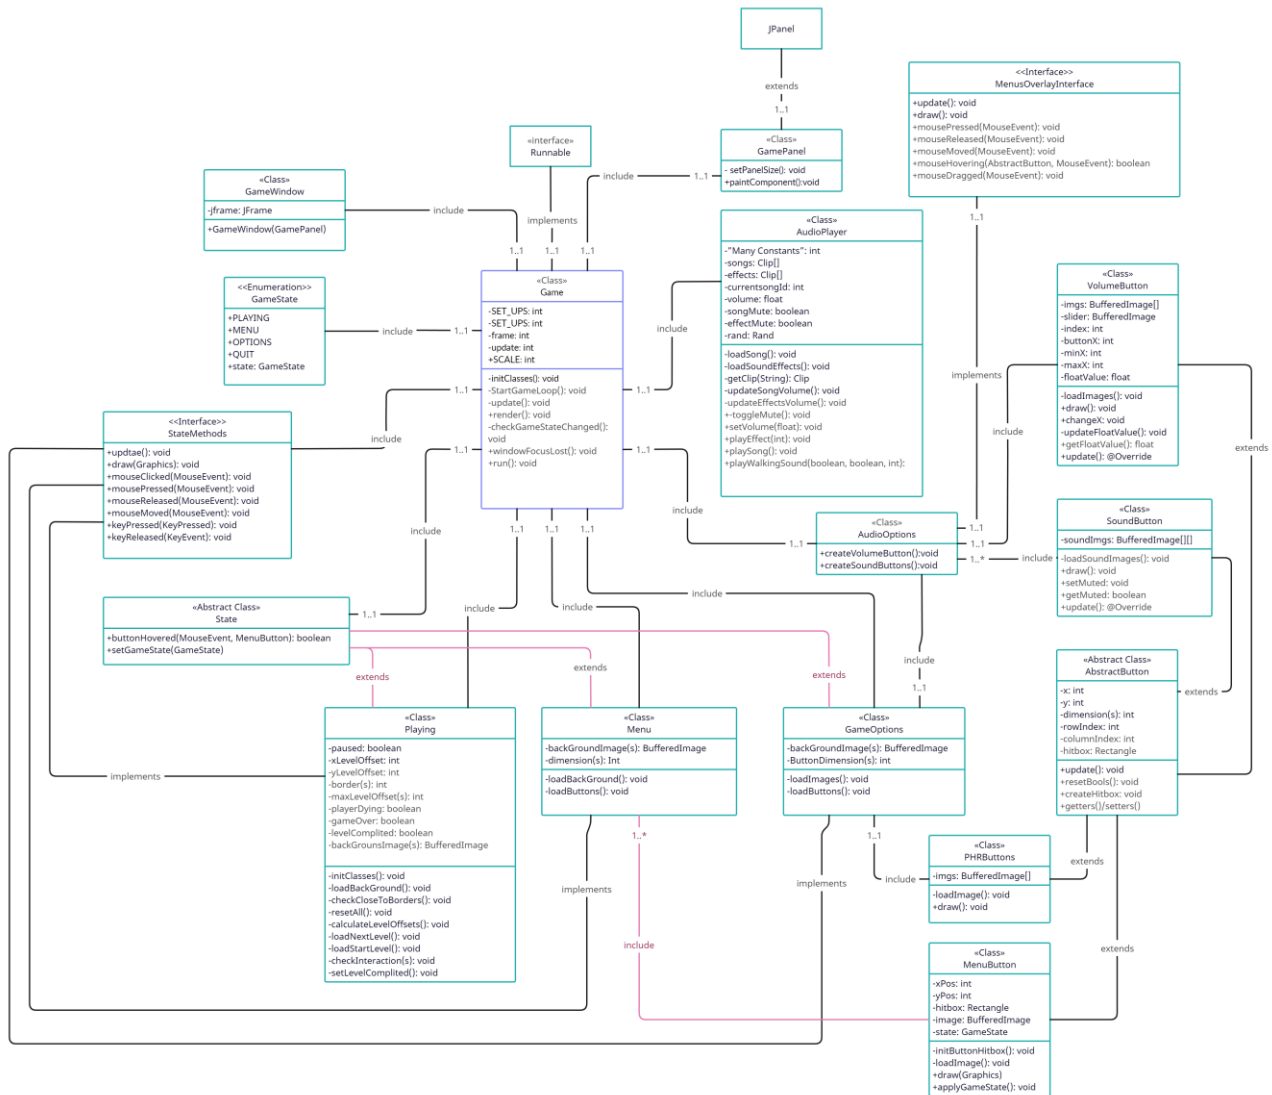 JPanel
extends
1..1
<<Interface>>
MenusOverlayInterface
+update(): void
+draw(): void
+mousePressed(MouseEvent): void
+mouseReleased(MouseEvent): void
+mouseMoved(MouseEvent): void
+mouseHovering(AbstractButton, MouseEvent): boolean
+mouseDragged(MouseEvent): void
1..1
implements
1..1
«interface»
Runnable
implements
1..1
«Class»
GamePanel
- setPanelSize(): void
+paintComponent():void
include
1..1
1..1
«Class»
GameWindow
-jframe: JFrame
+GameWindow(GamePanel)
include
1..1
<<Enumeration>>
GameState
+PLAYING
+MENU
+OPTIONS
+QUIT
+state: GameState
include
1..1
«Class»
Game
-SET_UPS: int
-SET_UPS: int
-frame: int
-update: int
+SCALE: int
-initClasses(): void
-StartGameLoop(): void
-update(): void
+render(): void
-checkGameStateChanged():
void
+windowFocusLost(): void
+run(): void
«Class»
AudioPlayer
-"Many Constants": int
-songs: Clip[]
-effects: Clip[]
-currentsongId: int
-volume: float
-songMute: boolean
-effectMute: boolean
-rand: Rand
-loadSong(): void
-loadSoundEffects(): void
-getClip(String): Clip
-updateSongVolume(): void
-updateEffectsVolume(): void
+-toggleMute(): void
+setVolume(float): void
+playEffect(int): void
+playSong(): void
+playWalkingSound(boolean, boolean, int):
include
1..1
«Class»
VolumeButton
-imgs: BufferedImage[]
-slider: BufferedImage
-index: int
-buttonX: int
-minX: int
-maxX: int
-floatValue: float
-loadImages(): void
+draw(): void
+changeX: void
-updateFloatValue(): void
+getFloatValue(): float
+update(): @Override
include
1..1
extends
<<Interface>>
StateMethods
+updtae(): void
+draw(Graphics): void
+mouseClicked(MouseEvent): void
+mousePressed(MouseEvent): void
+mouseReleased(MouseEvent): void
+mouseMoved(MouseEvent): void
+keyPressed(KeyPressed): void
+keyReleased(KeyEvent): void
include
1..1
1..1
include
1..1
1..1
include
1..1
«Class»
AudioOptions
+createVolumeButton():void
+createSoundButtons():void
1..*
include
«Class»
SoundButton
-soundImgs: BufferedImage[][]
-loadSoundImages(): void
+draw(): void
+setMuted: void
+getMuted: boolean
+update(): @Override
extends
«Abstract Class»
State
+buttonHovered(MouseEvent, MenuButton): boolean
+setGameState(GameState)
1..1
include
1..1
include
1..1
include
include
1..1
extends
extends
extends
«Abstract Class»
AbstractButton
-x: int
-y: int
-dimension(s): int
-rowIndex: int
-columnIndex: int
-hitbox: Rectangle
+update(): void
+resetBools(): void
+createHitbox: void
+getters()/setters()
implements
«Class»
Playing
-paused: boolean
-xLevelOffset: int
-yLevelOffset: int
-border(s): int
-maxLevelOffset(s): int
-playerDying: boolean
-gameOver: boolean
-levelComplited: boolean
-backGrounsImage(s): BufferedImage
-initClasses(): void
-loadBackGround(): void
-checkCloseToBorders(): void
-resetAll(): void
-calculateLevelOffsets(): void
-loadNextLevel(): void
-loadStartLevel(): void
-checkInteraction(s): void
-setLevelComplited(): void
«Class»
Menu
-backGroundImage(s): BufferedImage
-dimension(s): Int
-loadBackGround(): void
-loadButtons(): void
«Class»
GameOptions
-backGroundImage(s): BufferedImage
-ButtonDimension(s): int
-loadImages(): void
-loadButtons(): void
implements
1..*
include
implements
1..1
include
«Class»
PHRButtons
-imgs: BufferedImage[]
-loadImage(): void
+draw(): void
extends
extends
«Class»
MenuButton
-xPos: int
-yPos: int
-hitbox: Rectangle
-image: BufferedImage
-state: GameState
-initButtonHitbox(): void
-loadImage(): void
+draw(Graphics)
+applyGameState(): void